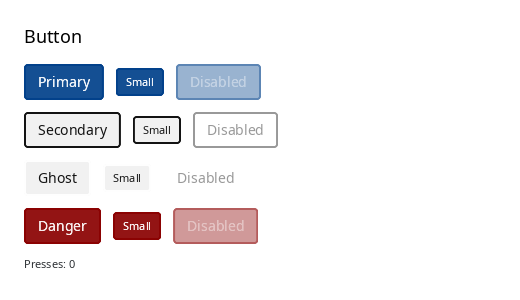 Button
Primary Small Disabled
Secondary Small Disabled
Ghost Small Disabled
Danger Small Disabled
Presses: 0